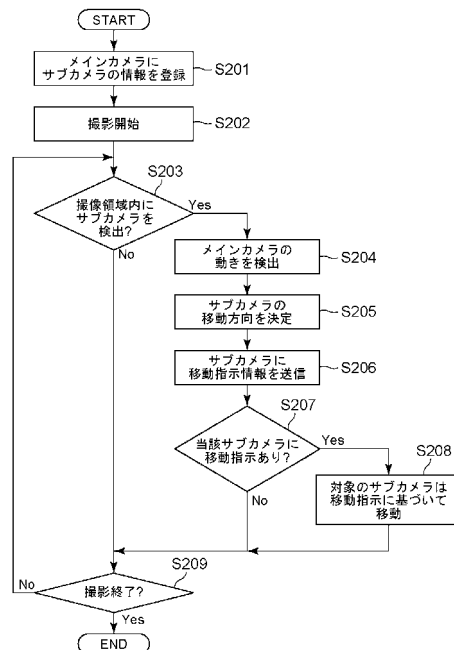 START
メインカメラに
サブカメラの情報を登録
S201
撮影開始
S202
S203
撮像領域内に
サブカメラを
検出?
Yes
No
メインカメラの
動きを検出
S204
サブカメラの
移動方向を決定
S205
サブカメラに
移動指示情報を送信
S206
S207
当該サブカメラに
移動指示あり?
Yes
No
S208
対象のサブカメラは
移動指示に基づいて
移動
S209
撮影終了?
No
Yes
END